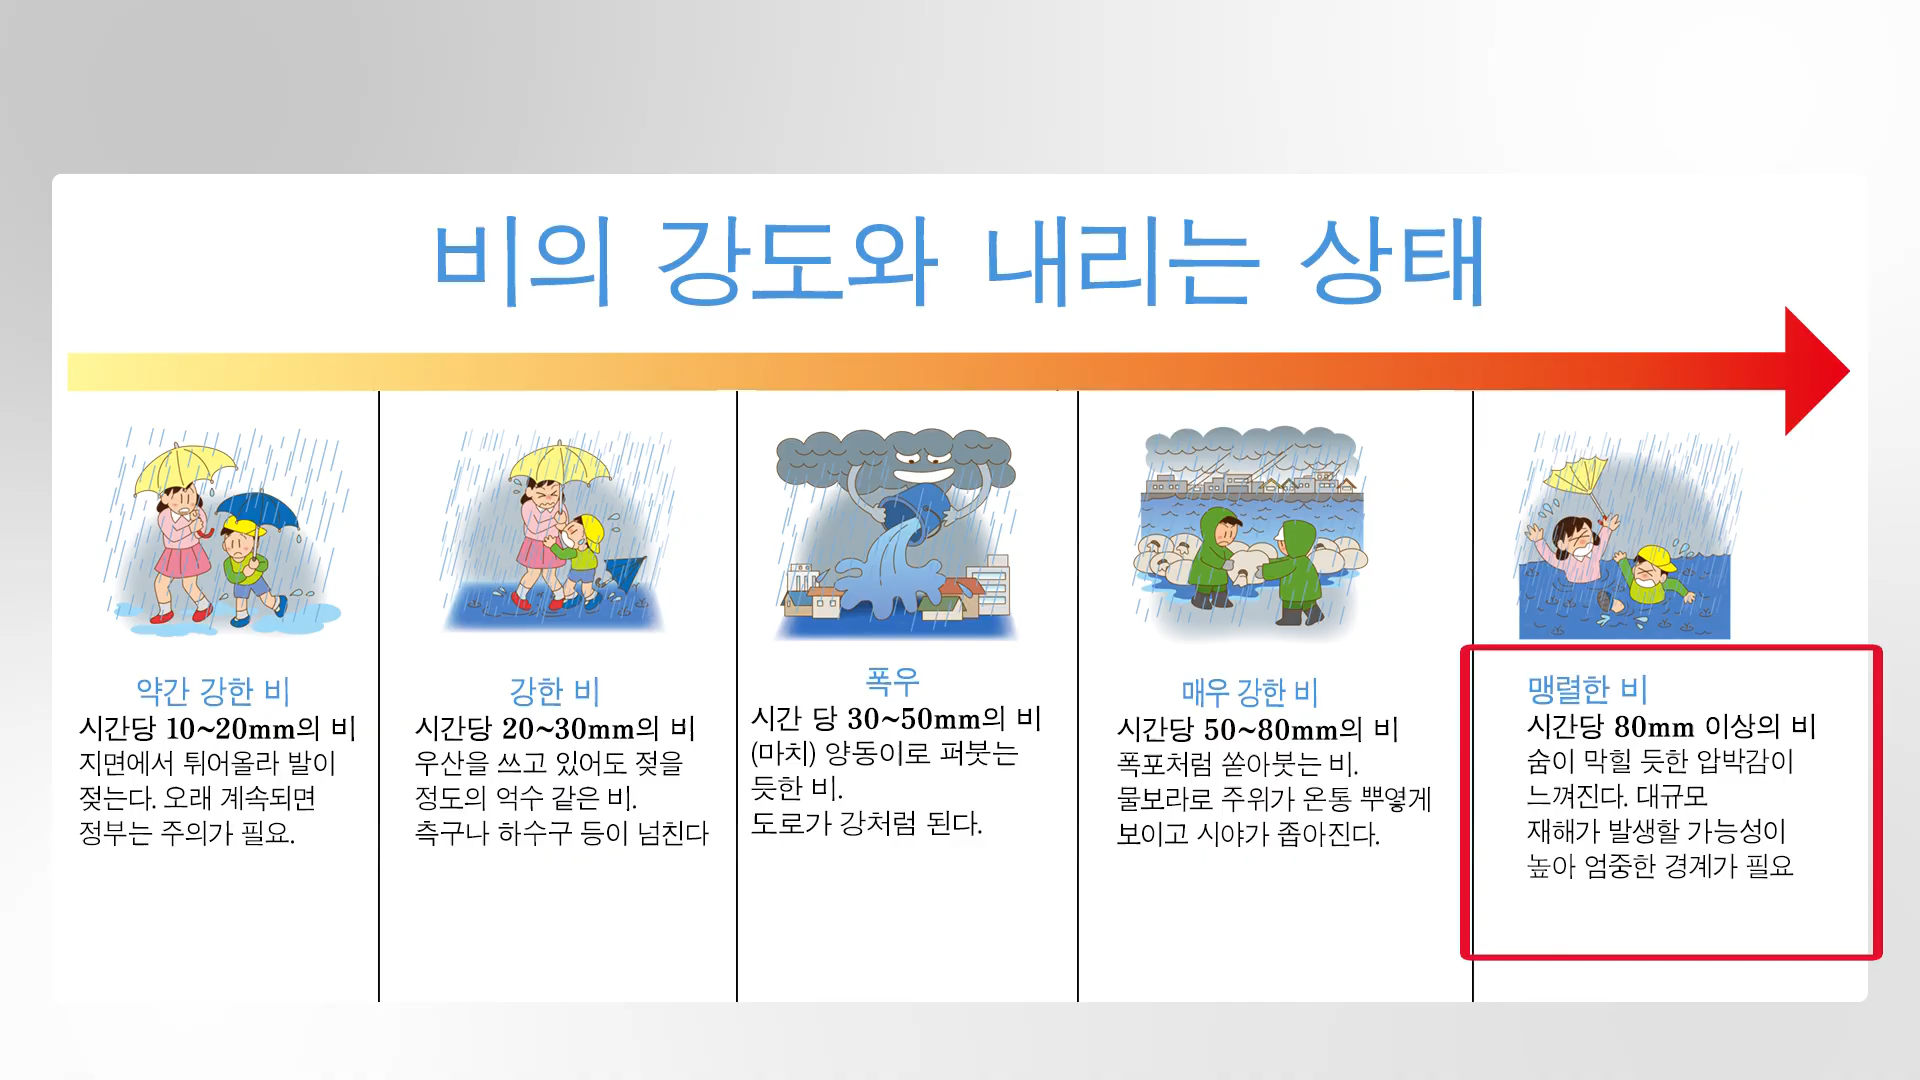 비의 강도와 내리는 상태
약간 강한 비
시간당 10~20mm의 비
지면에서 튀어올라 발이
젖는다. 오래 계속되면
정부는 주의가 필요.
강한 비
시간당 20~30mm의 비
우산을 쓰고 있어도 젖을
정도의 억수 같은 비.
측구나 하수구 등이 넘친다
폭우
시간 당 30~50mm의 비
(마치) 양동이로 퍼붓는
듯한 비.
도로가 강처럼 된다.
매우 강한 비
시간당 50~80mm의 비
폭포처럼 쏟아붓는 비.
물보라로 주위가 온통 뿌옇게
보이고 시야가 좁아진다.
맹렬한 비
시간당 80mm 이상의 비
숨이 막힐 듯한 압박감이
느껴진다. 대규모
재해가 발생할 가능성이
높아 엄중한 경계가 필요